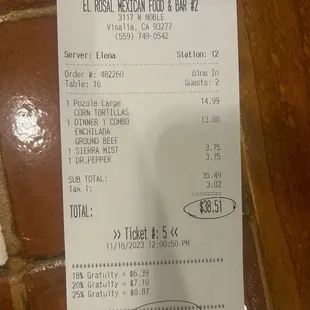 EL ROSAL MEXICAN FOOD & BAR #2
3117 W NOBLE
Visalia, CA 93277
(559) 749-0542
Server: Elena Station: 12
Order #: 482260 Dine In
Table: 16 Guests: 2
1 Pozole Large 14.99
CORN TORTILLAS
1 DINNER 1 COMBO 13.00
ENCHILADA
GROUND BEEF
1 SIERRA MIST 3.75
1 DR.PEPPER 3.75
SUB TOTAL: 35.49
Tax 1: 3.02
TOTAL: $38.51
>> Ticket #: 5 <<
11/18/2023 12:00:50 PM
18% Gratuity = $6.39
20% Gratuity = $7.10
25% Gratuity = $8.87